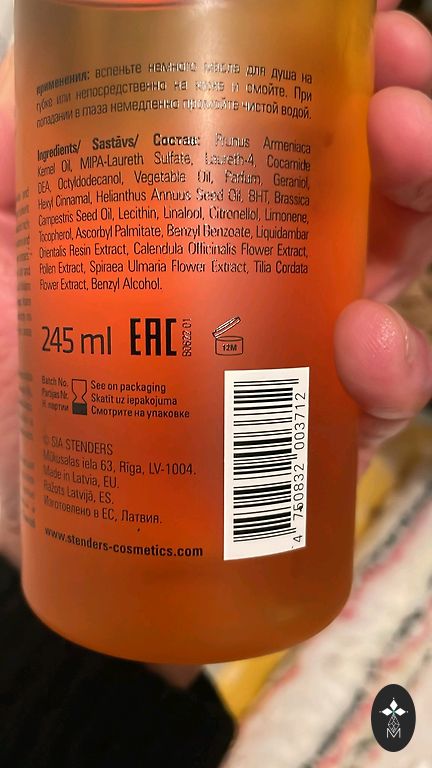 применения: вспеньте немного масла для душа на
губке или непосредственно на коже и смойте. При
попадании в глаза немедленно промойте чистой водой.
Ingredients/ Sastāvs/ Состав: Prunus Armeniaca
Kernel Oil, MIPA-Laureth Sulfate, Laureth-4, Cocamide
DEA, Octyldodecanol, Vegetable Oil, Parfum, Geraniol,
Hexyl Cinnamal, Helianthus Annuus Seed Oil, BHT, Brassica
Campestris Seed Oil, Lecithin, Linalool, Citronellol, Limonene,
Tocopherol, Ascorbyl Palmitate, Benzyl Benzoate, Liquidambar
Orientalis Resin Extract, Calendula Officinalis Flower Extract,
Pollen Extract, Spiraea Ulmaria Flower Extract, Tilia Cordata
Flower Extract, Benzyl Alcohol.
245 ml EAC B0622 01 12M
Batch No. See on packaging
Partijas Nr. Skatīt uz iepakojuma
Н. партии Смотрите на упаковке
© SIA STENDERS
Mūkusalas iela 63, Rīga, LV-1004.
Made in Latvia, EU.
Ražots Latvijā, ES.
Изготовлено в ЕС, Латвия.
www.stenders-cosmetics.com
4 750832 003712
M